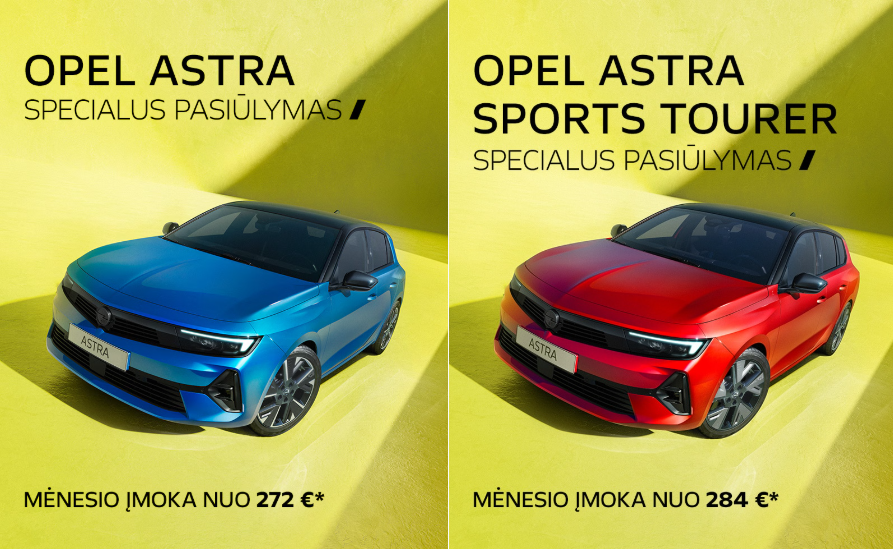 OPEL ASTRA
SPECIALUS PASIŪLYMAS
ASTRA
MĖNESIO ĮMOKA NUO 272 €*
OPEL ASTRA
SPORTS TOURER
SPECIALUS PASIŪLYMAS
ASTRA
MĖNESIO ĮMOKA NUO 284 €*